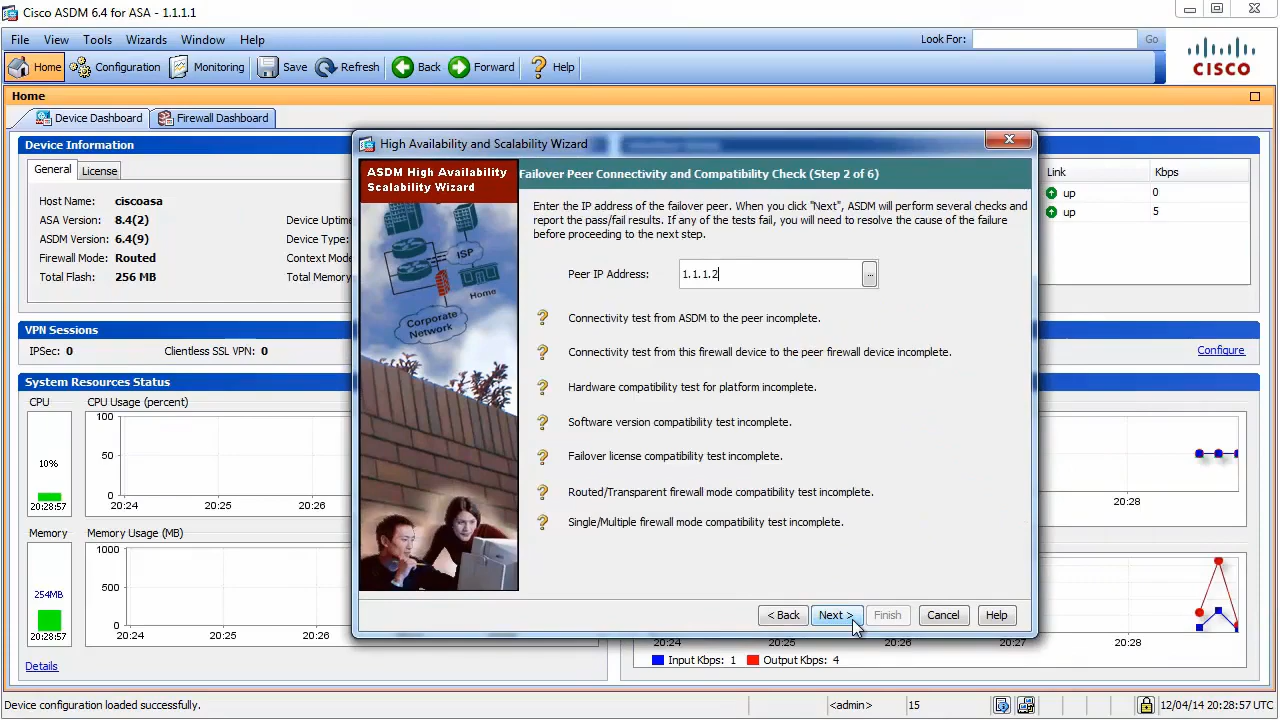 Cisco ASDM 6.4 for ASA - 1.1.1.1
File View Tools Wizards Window Help
Look For: Go
Home Configuration Monitoring Save Refresh Back Forward Help
CISCO
Home
Device Dashboard Firewall Dashboard
Device Information
General License
Host Name: ciscoasa
ASA Version: 8.4(2) Device Uptime
ASDM Version: 6.4(9) Device Type:
Firewall Mode: Routed Context Mode
Total Flash: 256 MB Total Memory
Link Kbps
up 0
up 5
VPN Sessions
IPSec: 0 Clientless SSL VPN: 0 Configure
System Resources Status
CPU CPU Usage (percent)
100
50
0
10%
20:28:57
20:24 20:25 20:26
Memory Memory Usage (MB)
1000
500
0
254MB
20:28:57
20:24 20:25 20:26
Details
High Availability and Scalability Wizard
ASDM High Availability
Scalability Wizard
ISP
Home
Corporate
Network
Failover Peer Connectivity and Compatibility Check (Step 2 of 6)
Enter the IP address of the failover peer. When you click "Next", ASDM will perform several checks and
report the pass/fail results. If any of the tests fail, you will need to resolve the cause of the failure
before proceeding to the next step.
Peer IP Address: 1.1.1.2 ...
? Connectivity test from ASDM to the peer incomplete.
? Connectivity test from this firewall device to the peer firewall device incomplete.
? Hardware compatibility test for platform incomplete.
? Software version compatibility test incomplete.
? Failover license compatibility test incomplete.
? Routed/Transparent firewall mode compatibility test incomplete.
? Single/Multiple firewall mode compatibility test incomplete.
< Back Next > Finish Cancel Help
20:28
20:28
20:24 20:25 20:26 20:27 20:28
Input Kbps: 1 Output Kbps: 4
Device configuration loaded successfully. <admin> 15 12/04/14 20:28:57 UTC